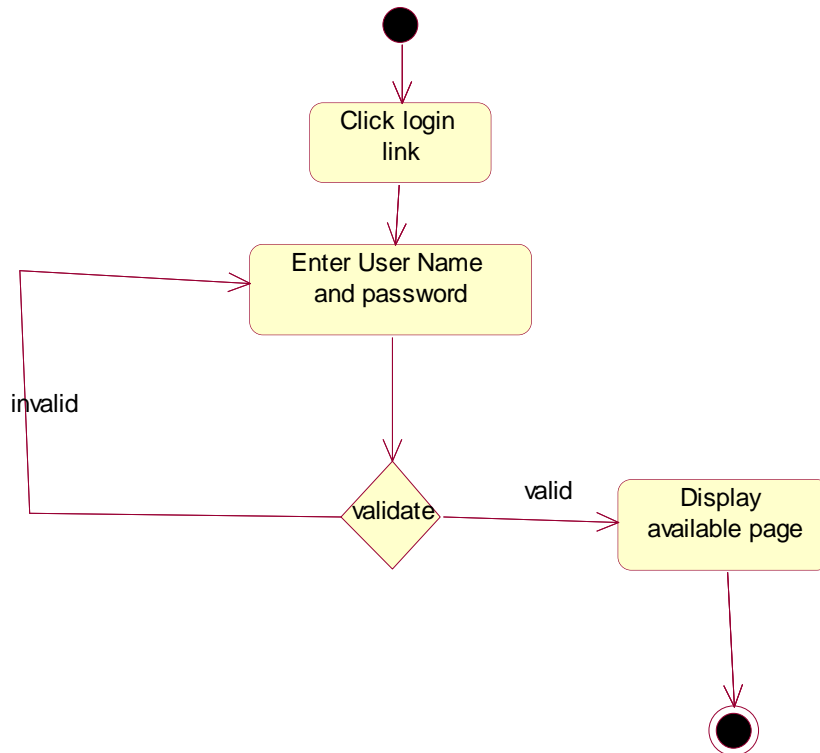 Click login
link
Enter User Name
and password
invalid
validate
valid
Display
available page